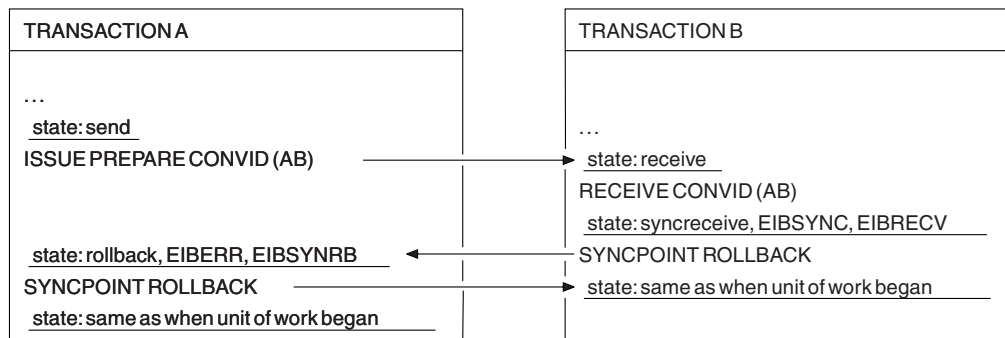 TRANSACTION A
...
state: send
ISSUE PREPARE CONVID (AB)
state: rollback, EIBERR, EIBSYNRB
SYNCPOINT ROLLBACK
state: same as when unit of work began
TRANSACTION B
...
state: receive
RECEIVE CONVID (AB)
state: syncreceive, EIBSYNC, EIBRECV
SYNCPOINT ROLLBACK
state: same as when unit of work began